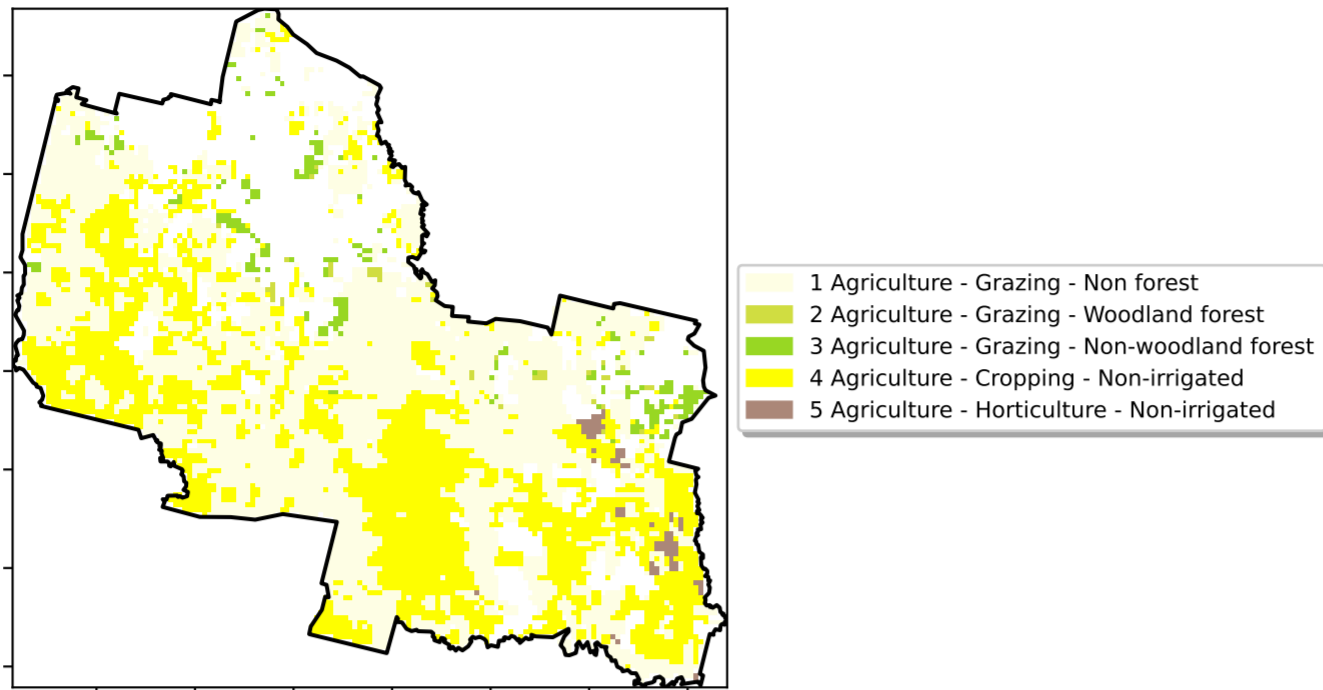 1 Agriculture - Grazing - Non forest
2 Agriculture - Grazing - Woodland forest
3 Agriculture - Grazing - Non-woodland forest
4 Agriculture - Cropping - Non-irrigated
5 Agriculture - Horticulture - Non-irrigated